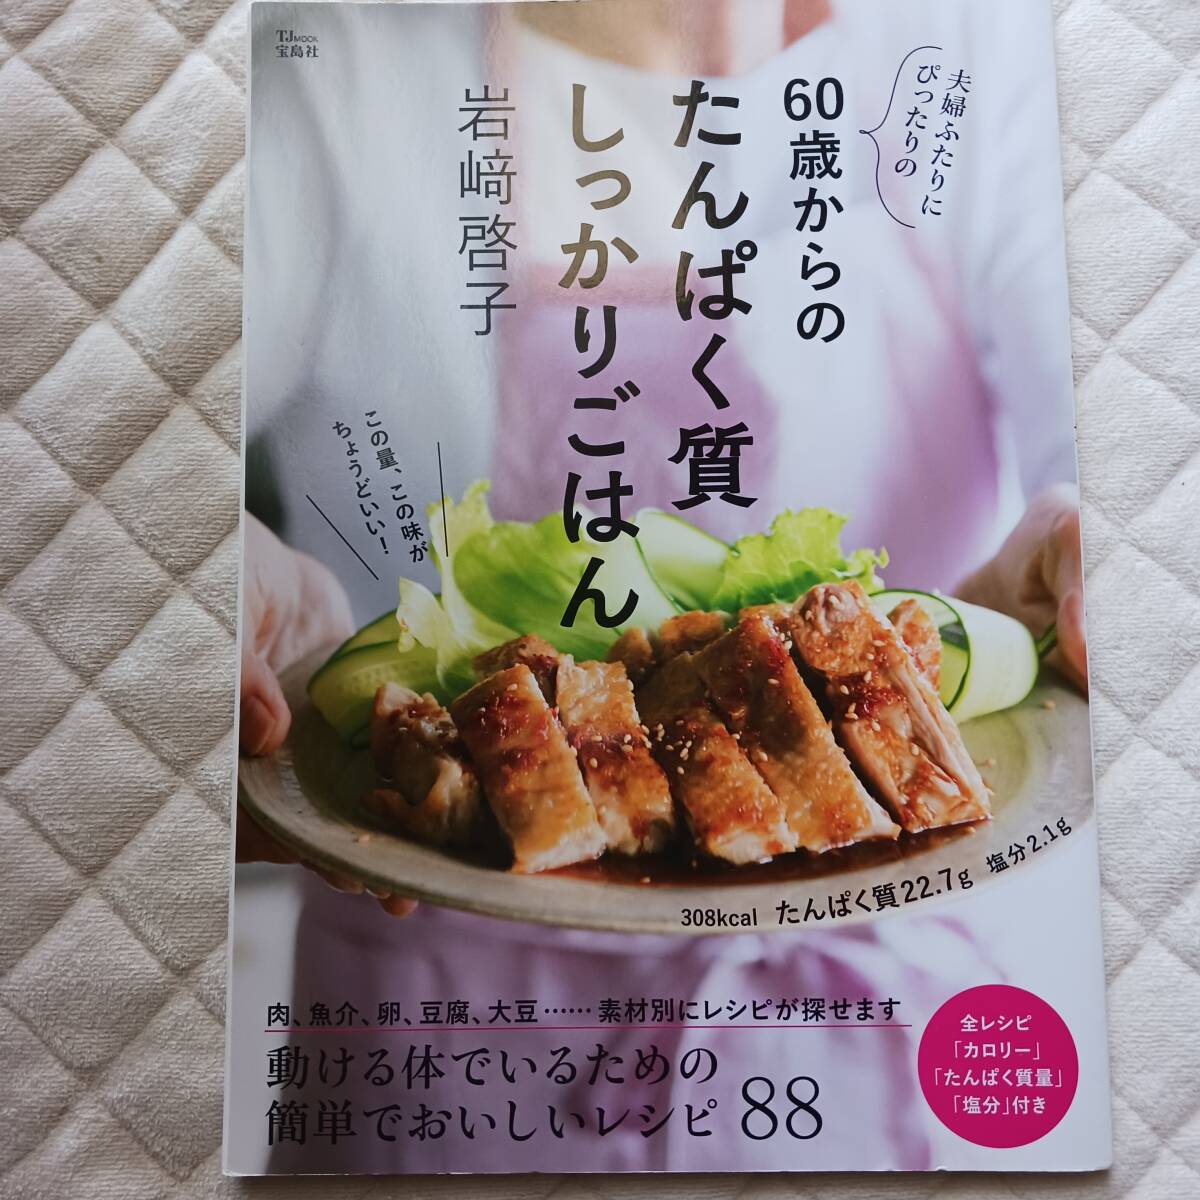 TJ MOOK
宝島社
夫婦ふたりに
ぴったりの
60歳からの
たんぱく質
しっかりごはん
岩﨑啓子
この量、この味が
ちょうどいい!
308kcal たんぱく質22.7g 塩分2.1g
肉、魚介、卵、豆腐、大豆……素材別にレシピが探せます
動ける体でいるための
簡単でおいしいレシピ 88
全レシピ
「カロリー」
「たんぱく質量」
「塩分」付き